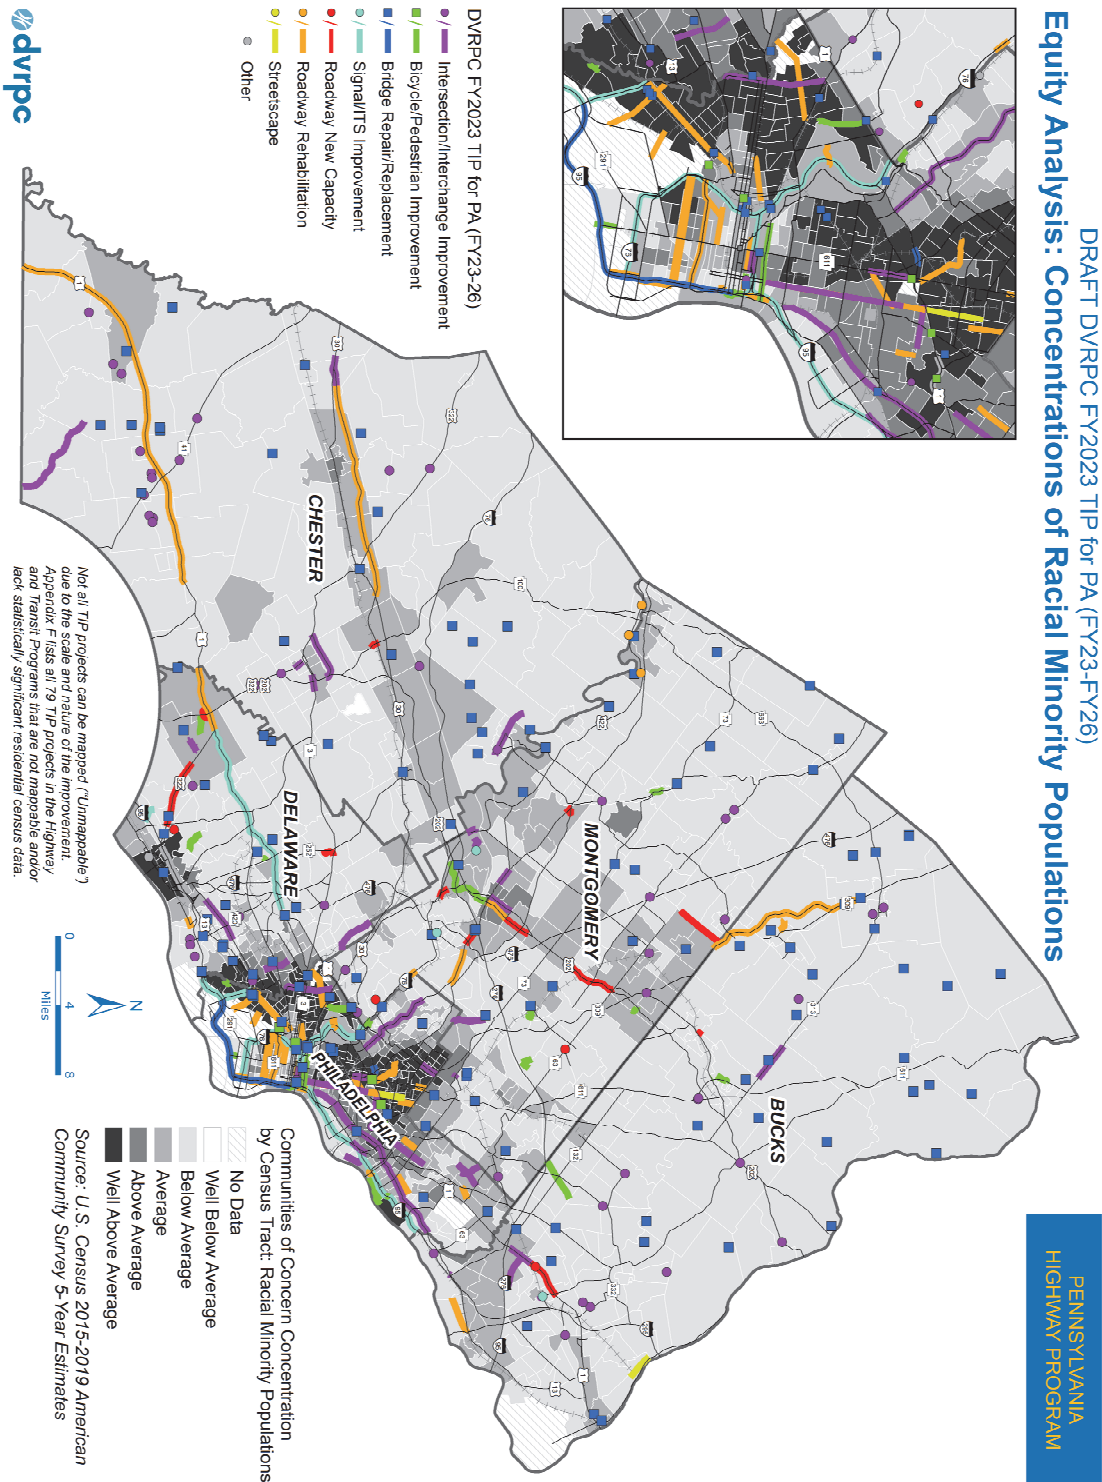 DRAFT DVRPC FY2023 TIP for PA (FY23-FY26)
Equity Analysis: Concentrations of Racial Minority Populations
PENNSYLVANIA
HIGHWAY PROGRAM
DVRPC FY2023 TIP for PA (FY23-26)
Intersection/Interchange Improvement
Bicycle/Pedestrian Improvement
Bridge Repair/Replacement
Signal/ITS Improvement
Roadway New Capacity
Roadway Rehabilitation
Streetscape
Other
dvrpc
CHESTER
DELAWARE
MONTGOMERY
BUCKS
PHILADELPHIA
Not all TIP projects can be mapped ("Unmappable")
due to the scale and nature of the improvement.
Appendix F lists all 79 TIP projects in the Highway
and Transit Programs that are not mappable and/or
lack statistically significant residential census data.
0 4 8
Miles
N
Communities of Concern Concentration
by Census Tract: Racial Minority Populations
No Data
Well Below Average
Below Average
Average
Above Average
Well Above Average
Source: U.S. Census 2015-2019 American
Community Survey 5-Year Estimates